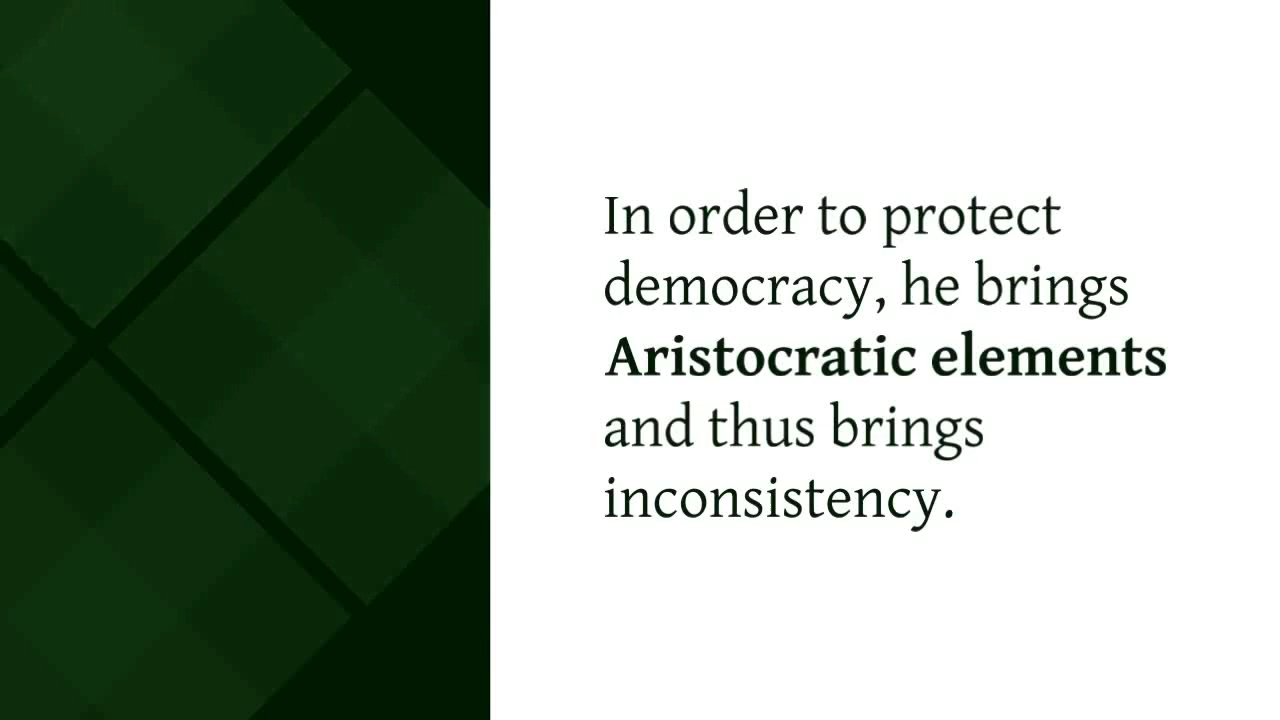 In order to protect
democracy, he brings
Aristocratic elements
and thus brings
inconsistency.